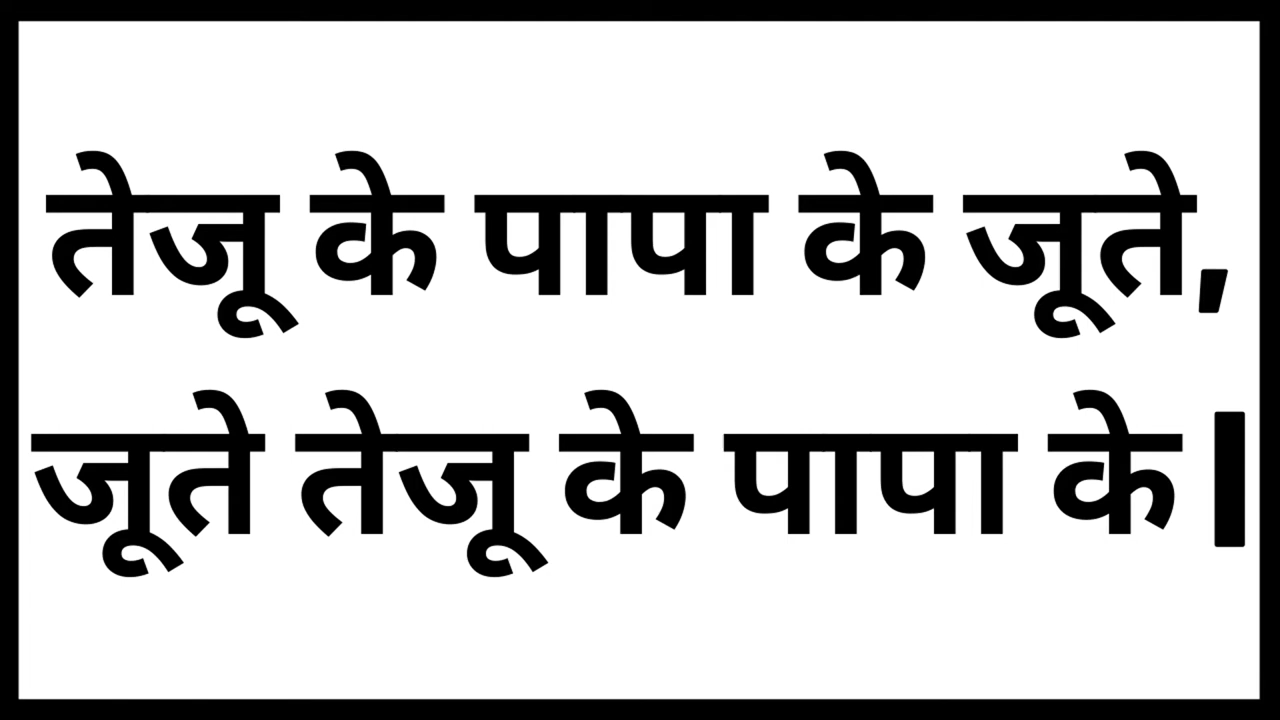 तेजू के पापा के जूते,
जूते तेजू के पापा के।